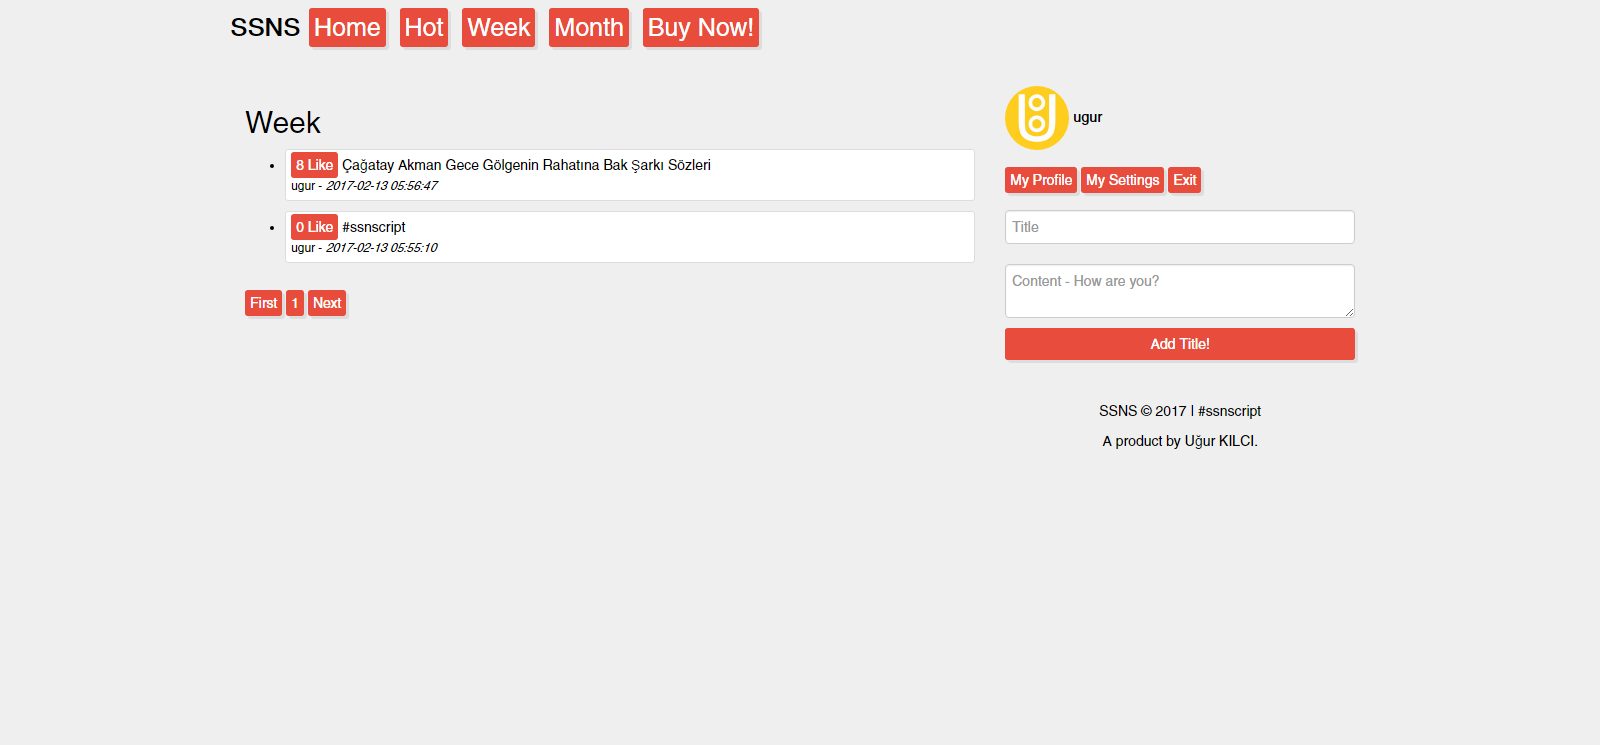 SSNS Home Hot Week Month Buy Now!
Week
8 Like Çağatay Akman Gece Gölgenin Rahatına Bak Şarkı Sözleri
ugur - 2017-02-13 05:56:47
0 Like #ssnscript
ugur - 2017-02-13 05:55:10
First 1 Next
ugur
My Profile My Settings Exit
Title
Content - How are you?
Add Title!
SSNS © 2017 | #ssnscript
A product by Uğur KILCI.